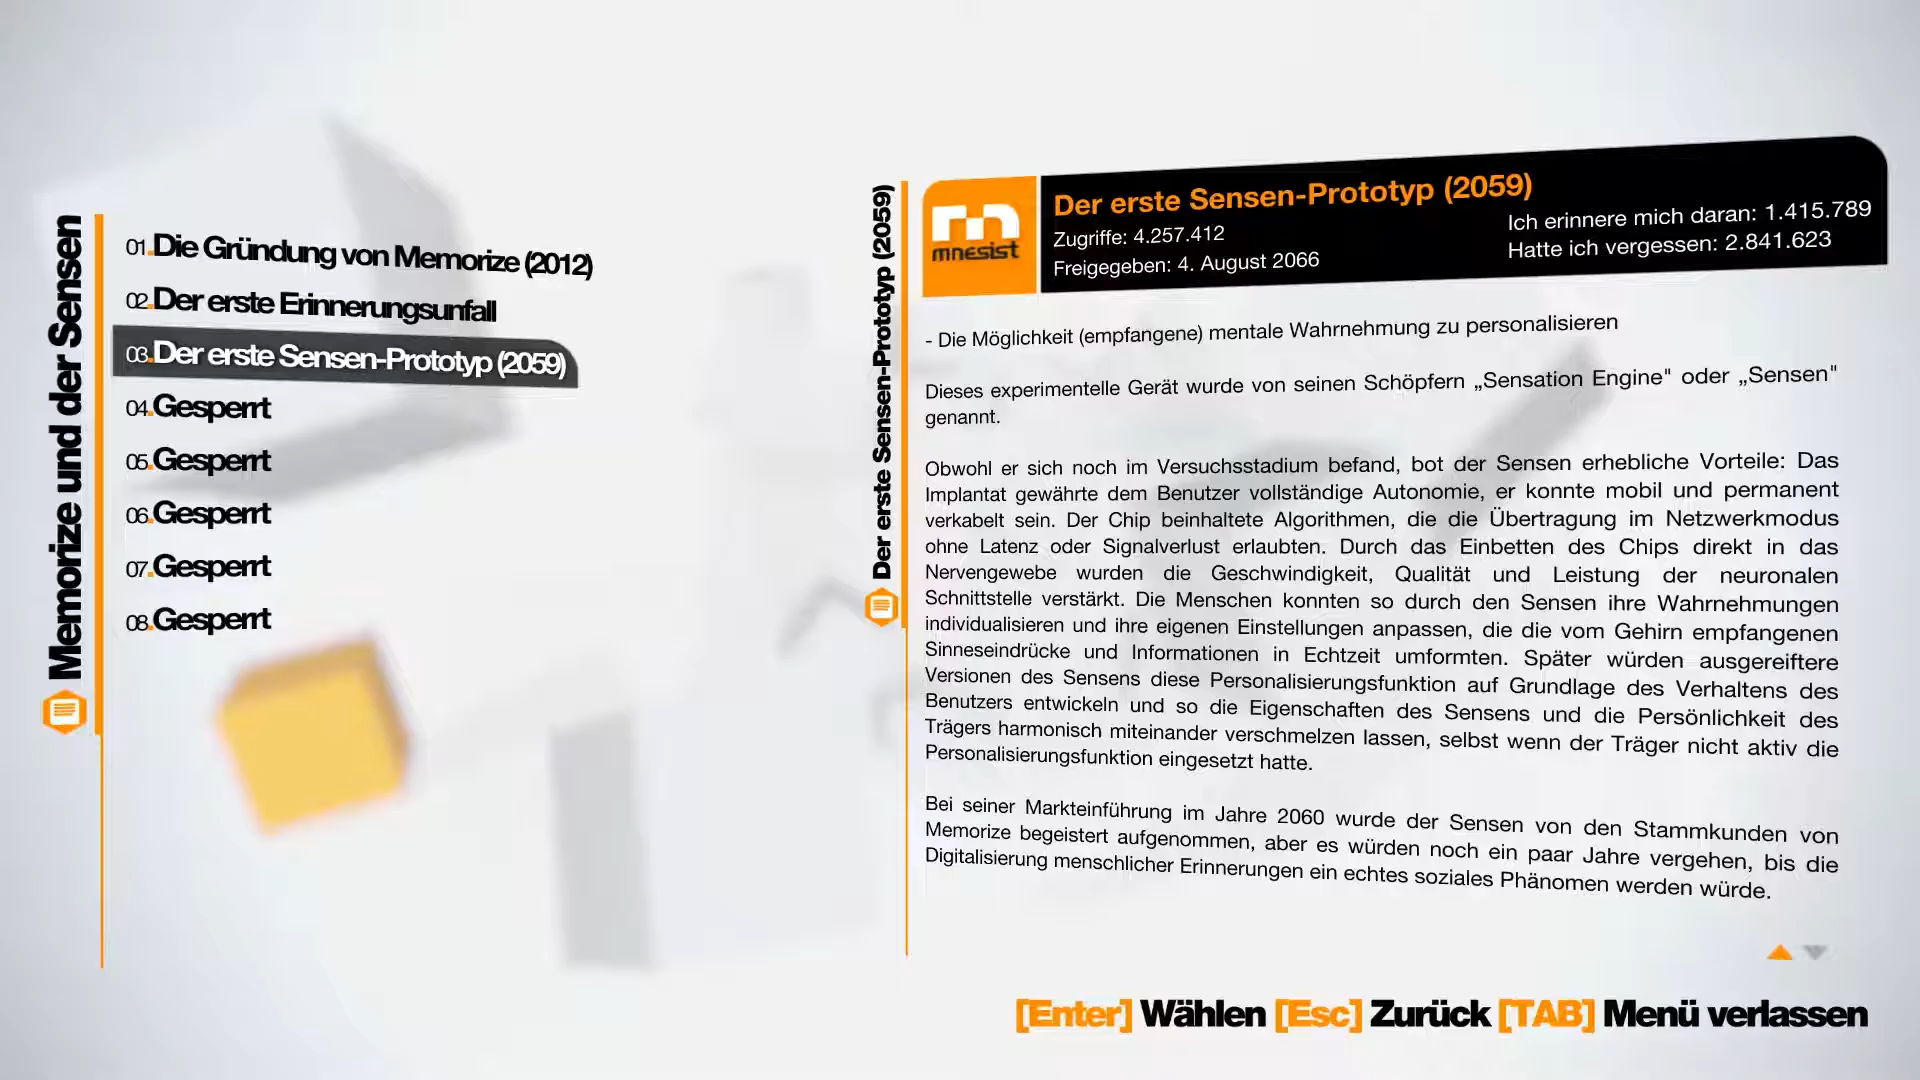 Memorize und der Sensen
01.Die Gründung von Memorize (2012)
02.Der erste Erinnerungsunfall
03.Der erste Sensen-Prototyp (2059)
04.Gesperrt
05.Gesperrt
06.Gesperrt
07.Gesperrt
08.Gesperrt
Der erste Sensen-Prototyp (2059)
mnesist
Der erste Sensen-Prototyp (2059)
Zugriffe: 4.257.412
Freigegeben: 4. August 2066
Ich erinnere mich daran: 1.415.789
Hatte ich vergessen: 2.841.623
- Die Möglichkeit (empfangene) mentale Wahrnehmung zu personalisieren
Dieses experimentelle Gerät wurde von seinen Schöpfern „Sensation Engine" oder „Sensen"
genannt.
Obwohl er sich noch im Versuchsstadium befand, bot der Sensen erhebliche Vorteile: Das
Implantat gewährte dem Benutzer vollständige Autonomie, er konnte mobil und permanent
verkabelt sein. Der Chip beinhaltete Algorithmen, die die Übertragung im Netzwerkmodus
ohne Latenz oder Signalverlust erlaubten. Durch das Einbetten des Chips direkt in das
Nervengewebe wurden die Geschwindigkeit, Qualität und Leistung der neuronalen
Schnittstelle verstärkt. Die Menschen konnten so durch den Sensen ihre Wahrnehmungen
individualisieren und ihre eigenen Einstellungen anpassen, die die vom Gehirn empfangenen
Sinneseindrücke und Informationen in Echtzeit umformten. Später würden ausgereiftere
Versionen des Sensens diese Personalisierungsfunktion auf Grundlage des Verhaltens des
Benutzers entwickeln und so die Eigenschaften des Sensens und die Persönlichkeit des
Trägers harmonisch miteinander verschmelzen lassen, selbst wenn der Träger nicht aktiv die
Personalisierungsfunktion eingesetzt hatte.
Bei seiner Markteinführung im Jahre 2060 wurde der Sensen von den Stammkunden von
Memorize begeistert aufgenommen, aber es würden noch ein paar Jahre vergehen, bis die
Digitalisierung menschlicher Erinnerungen ein echtes soziales Phänomen werden würde.
[Enter] Wählen [Esc] Zurück [TAB] Menü verlassen